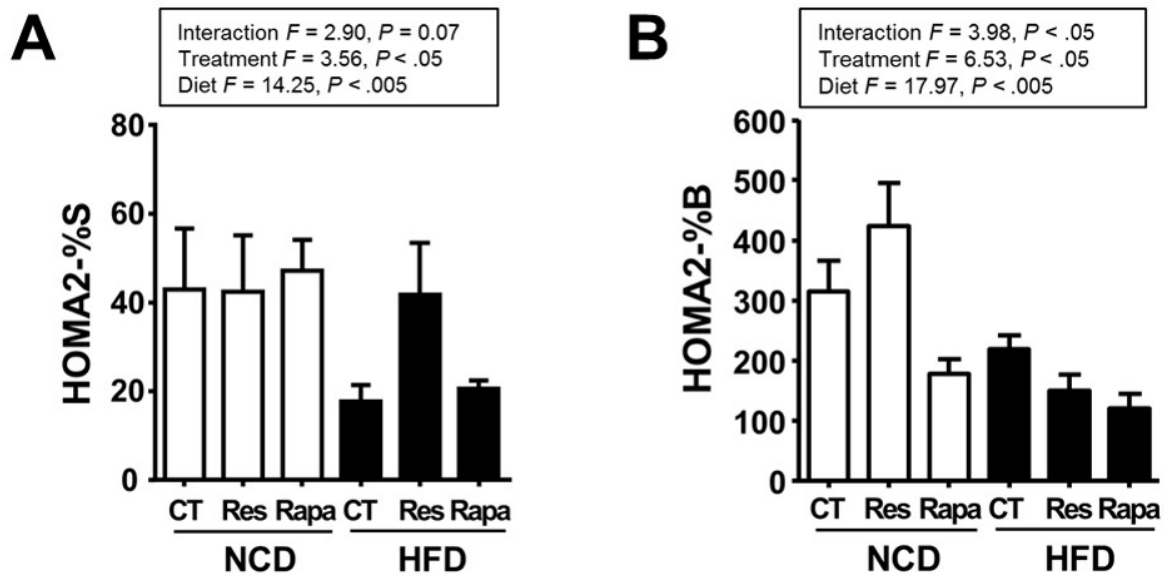 A
Interaction F = 2.90, P = 0.07
Treatment F = 3.56, P < .05
Diet F = 14.25, P < .005
HOMA2-%S
80
60
40
20
0
CT Res Rapa CT Res Rapa
NCD HFD
B
Interaction F = 3.98, P < .05
Treatment F = 6.53, P < .05
Diet F = 17.97, P < .005
HOMA2-%B
600
500
400
300
200
100
0
CT Res Rapa CT Res Rapa
NCD HFD